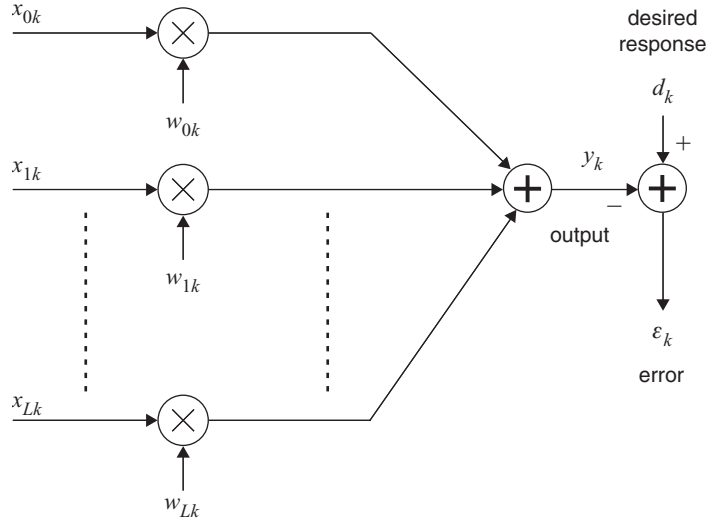 x0k
desired
response
dk
w0k
+
x1k
yk
−
output
w1k
εk
error
xLk
wLk